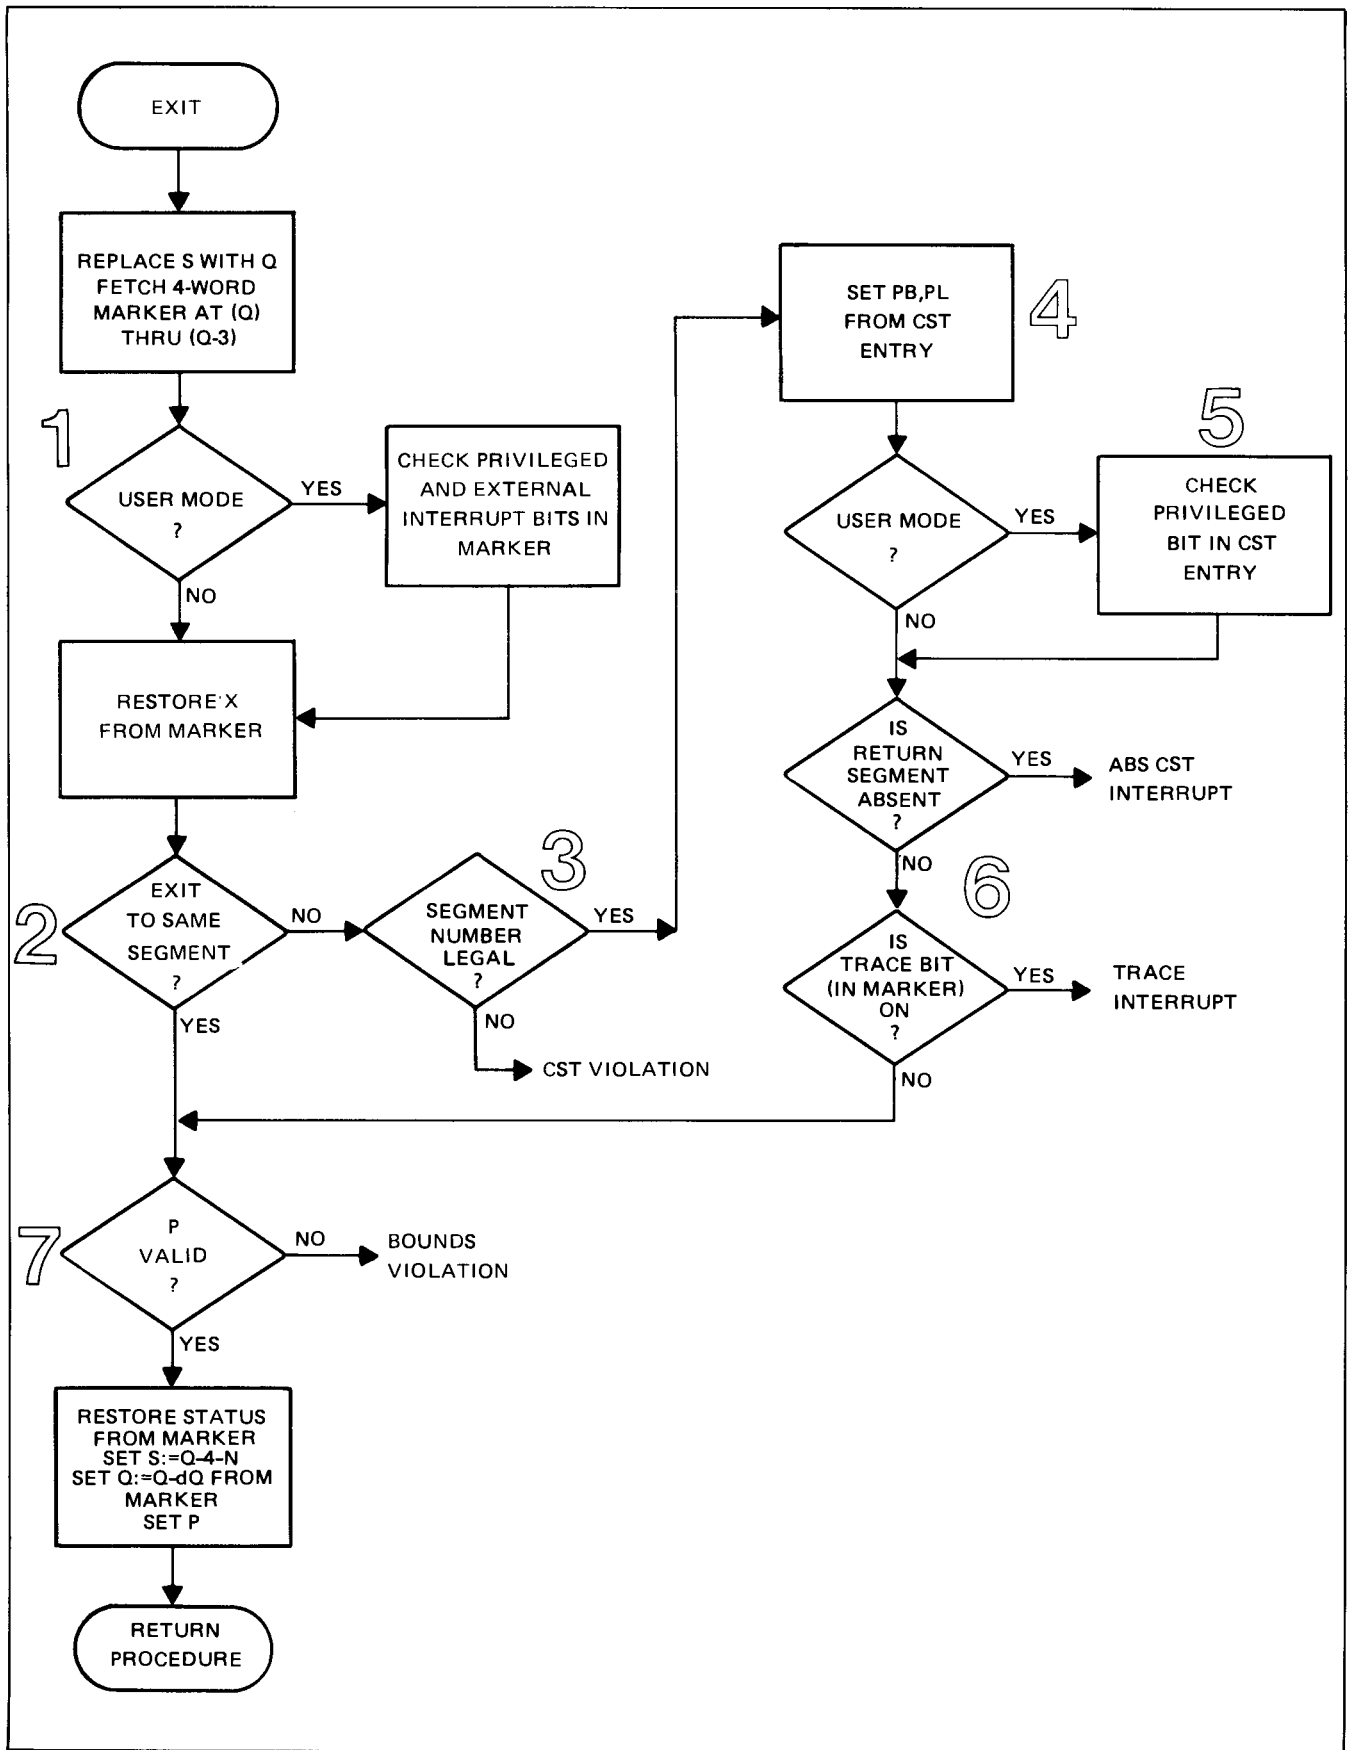 EXIT
REPLACE S WITH Q
FETCH 4-WORD
MARKER AT (Q)
THRU (Q-3)
1
USER MODE
?
YES
NO
CHECK PRIVILEGED
AND EXTERNAL
INTERRUPT BITS IN
MARKER
RESTORE X
FROM MARKER
2
EXIT
TO SAME
SEGMENT
?
NO
YES
3
SEGMENT
NUMBER
LEGAL
?
YES
NO
CST VIOLATION
4
SET PB,PL
FROM CST
ENTRY
USER MODE
?
YES
NO
5
CHECK
PRIVILEGED
BIT IN CST
ENTRY
IS
RETURN
SEGMENT
ABSENT
?
YES
NO
ABS CST
INTERRUPT
6
IS
TRACE BIT
(IN MARKER)
ON
?
YES
NO
TRACE
INTERRUPT
7
P
VALID
?
NO
YES
BOUNDS
VIOLATION
RESTORE STATUS
FROM MARKER
SET S:=Q-4-N
SET Q:=Q-dQ FROM
MARKER
SET P
RETURN
PROCEDURE